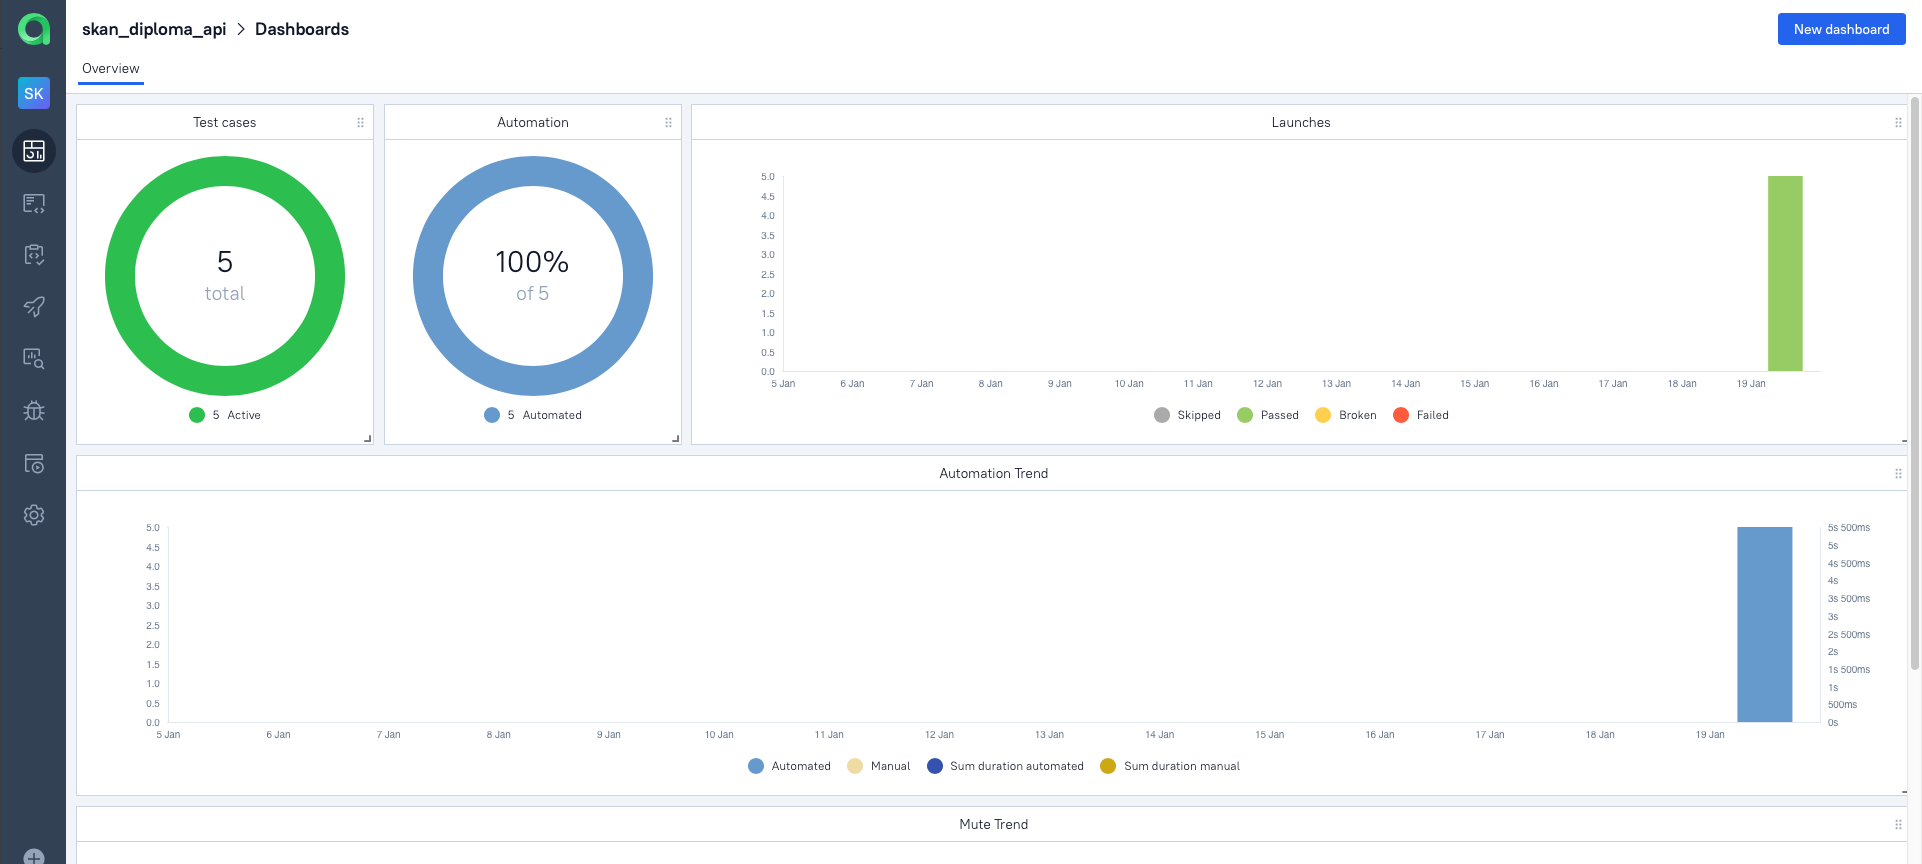 skan_diploma_api > Dashboards
New dashboard
Overview
SK
Test cases
5
total
5 Active
Automation
100%
of 5
5 Automated
Launches
5.0
4.5
4.0
3.5
3.0
2.5
2.0
1.5
1.0
0.5
0.0
5 Jan 6 Jan 7 Jan 8 Jan 9 Jan 10 Jan 11 Jan 12 Jan 13 Jan 14 Jan 15 Jan 16 Jan 17 Jan 18 Jan 19 Jan
Skipped Passed Broken Failed
Automation Trend
5.0 5s 500ms
4.5 5s
4.0 4s 500ms
3.5 4s
3.0 3s 500ms
2.5 3s
2.0 2s 500ms
1.5 2s
1.0 1s 500ms
0.5 1s
0.0 500ms
0s
5 Jan 6 Jan 7 Jan 8 Jan 9 Jan 10 Jan 11 Jan 12 Jan 13 Jan 14 Jan 15 Jan 16 Jan 17 Jan 18 Jan 19 Jan
Automated Manual Sum duration automated Sum duration manual
Mute Trend